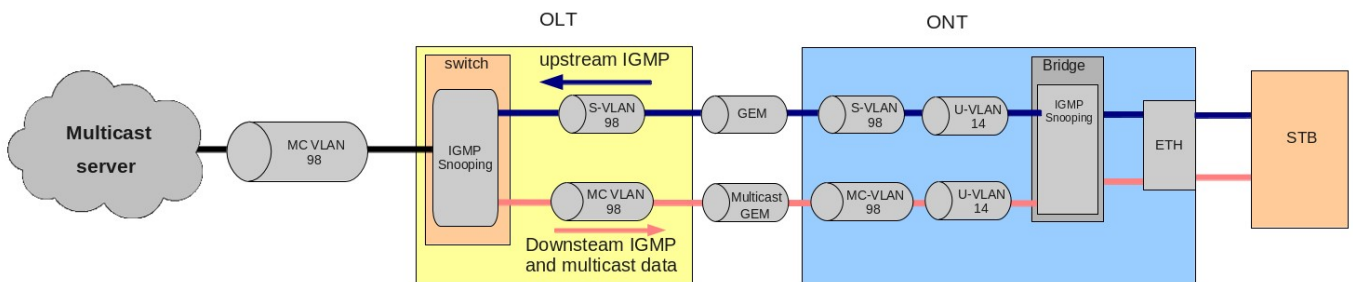 OLT
ONT
switch
upstream IGMP
Bridge
Multicast
server
MC VLAN
98
IGMP
Snooping
S-VLAN
98
GEM
S-VLAN
98
U-VLAN
14
IGMP
Snooping
ETH
STB
MC VLAN
98
Multicast
GEM
MC-VLAN
98
U-VLAN
14
Downsteam IGMP
and multicast data